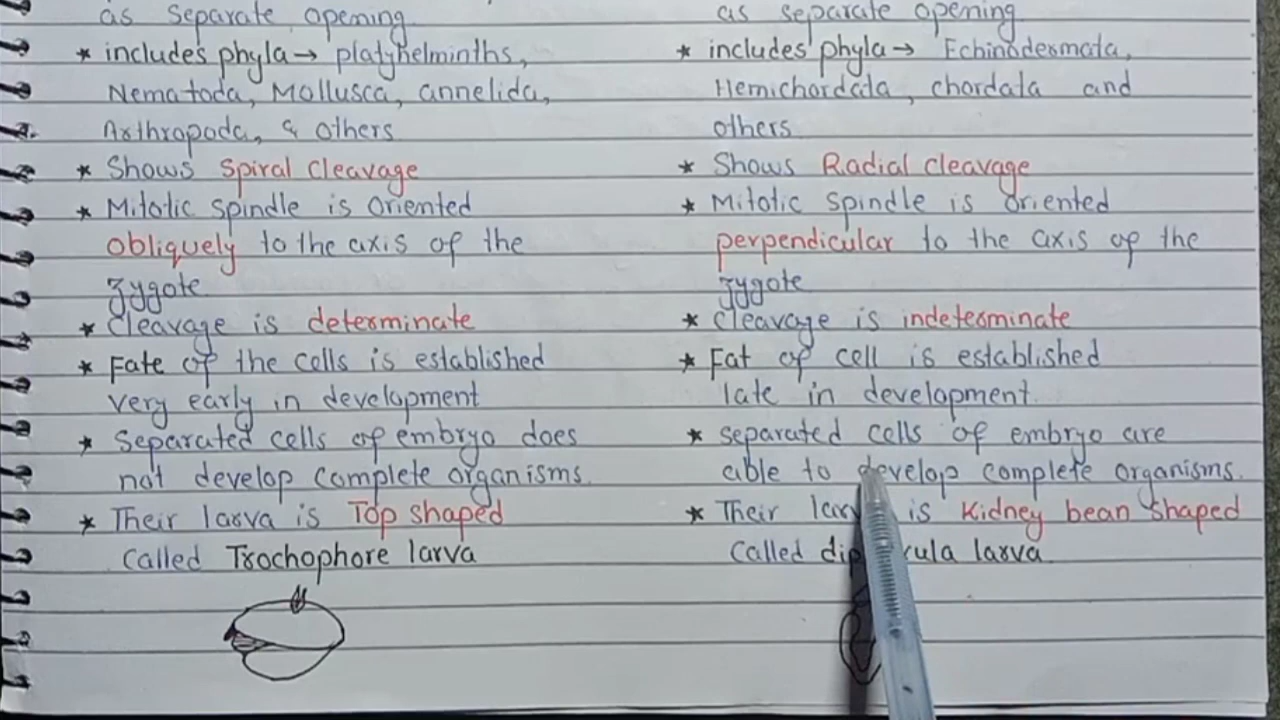 as separate opening
* includes phyla → platyhelminths,
Nematoda, Mollusca, annelida,
Arthropoda, & others
* Shows Spiral Cleavage
* Mitotic spindle is oriented
obliquely to the axis of the
zygote
* Cleavage is determinate
* Fate of the cells is established
very early in development
* Separated cells of embryo does
not develop complete organisms.
* Their larva is Top shaped
Called Trochophore larva
as separate opening
* includes phyla → Echinodermata,
Hemichordata, chordata and
others.
* Shows Radial cleavage
* Mitotic spindle is oriented
perpendicular to the axis of the
zygote
* Cleavage is indeterminate
* Fat of cell is established
late in development.
* separated cells of embryo are
able to develop complete organisms.
* Their is Kidney bean shaped
Called larva.